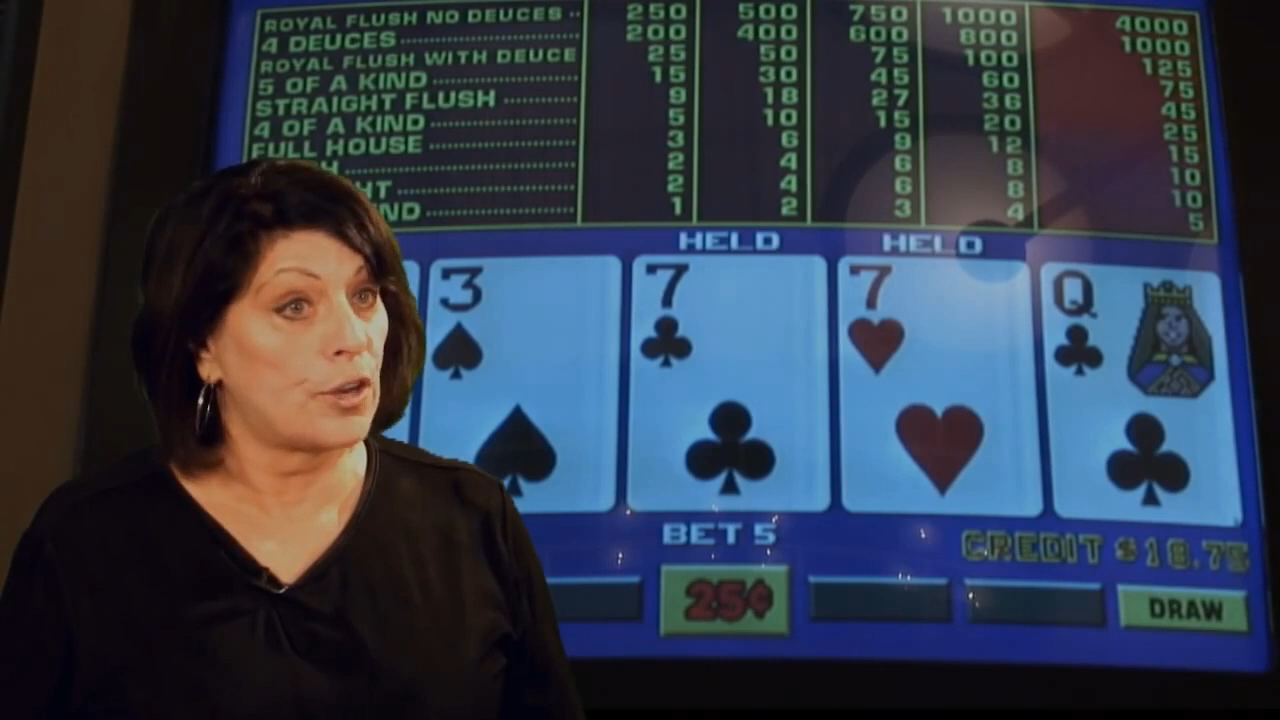 ROYAL FLUSH NO DEUCES 250 500 750 1000 4000
4 DEUCES 200 400 600 800 1000
ROYAL FLUSH WITH DEUCE 25 50 75 100 125
5 OF A KIND 15 30 45 60 75
STRAIGHT FLUSH 9 18 27 36 45
4 OF A KIND 5 10 15 20 25
FULL HOUSE 3 6 9 12 15
H 2 4 6 8 10
HT 2 4 6 8 10
ND 1 2 3 4 5
HELD HELD
3 7 7 Q
BET 5
CREDIT $18.75
25¢ DRAW